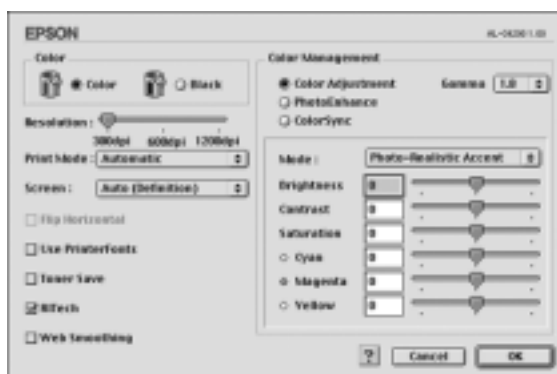 EPSON
Color
Color
Black
Resolution :
300dpi 600dpi 1200dpi
Print Mode : Automatic
Screen : Auto (Definition)
Flip Horizontal
Use PrinterFonts
Toner Save
RITech
Web Smoothing
Color Management
Color Adjustment
Gamma 1.8
PhotoEnhance
ColorSync
Mode : Photo-Realistic Accent
Brightness 0
Contrast 0
Saturation 0
Cyan 0
Magenta 0
Yellow 0
? Cancel OK